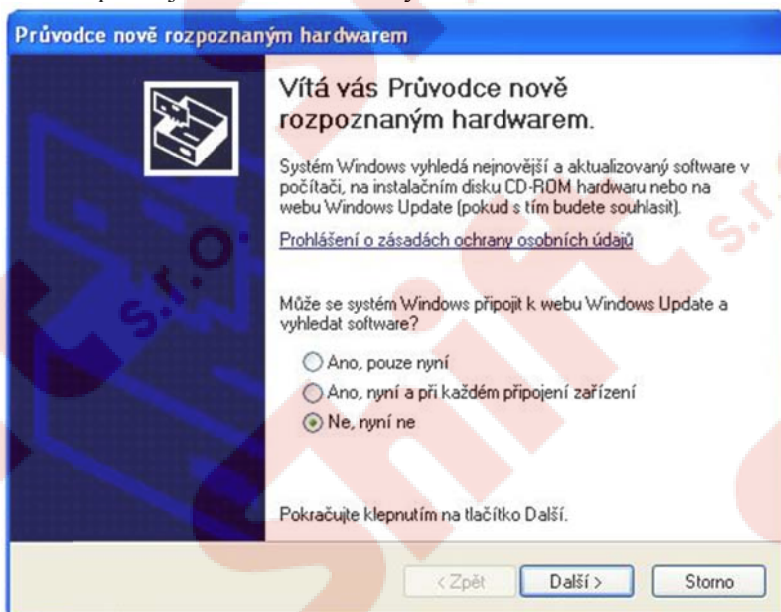 Průvodce nově rozpoznaným hardwarem
Vítá vás Průvodce nově
rozpoznaným hardwarem.
Systém Windows vyhledá nejnovější a aktualizovaný software v
počítači, na instalačním disku CD-ROM hardwaru nebo na
webu Windows Update (pokud s tím budete souhlasit).
Prohlášení o zásadách ochrany osobních údajů
Může se systém Windows připojit k webu Windows Update a
vyhledat software?
Ano, pouze nyní
Ano, nyní a při každém připojení zařízení
Ne, nyní ne
Pokračujte klepnutím na tlačítko Další.
< Zpět Další > Storno
s.r.o.
Shift
s.r.o.